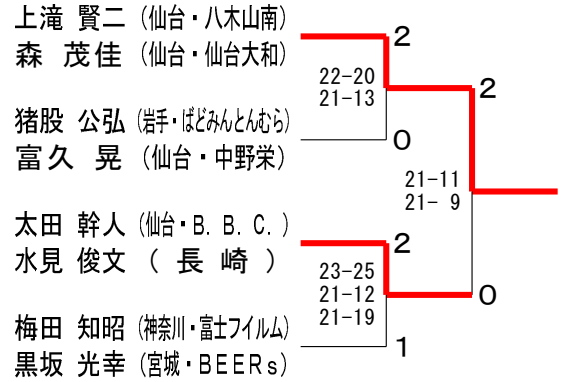 上滝 賢二 (仙台・八木山南)
森 茂佳 (仙台・仙台大和)
2
22-20
21-13
2
猪股 公弘 (岩手・ばどみんとんむら)
富久 晃 (仙台・中野栄)
0
21-11
21- 9
太田 幹人 (仙台・B. B. C. )
水見 俊文 ( 長 崎 )
2
23-25
21-12
21-19
0
梅田 知昭 (神奈川・富士フイルム)
黒坂 光幸 (宮城・BEERs)
1